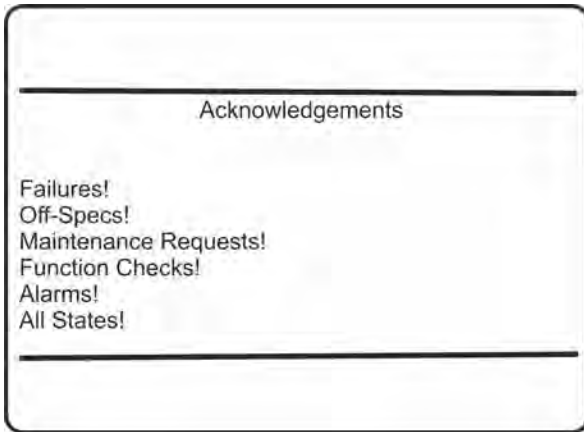 Acknowledgements
Failures!
Off-Specs!
Maintenance Requests!
Function Checks!
Alarms!
All States!